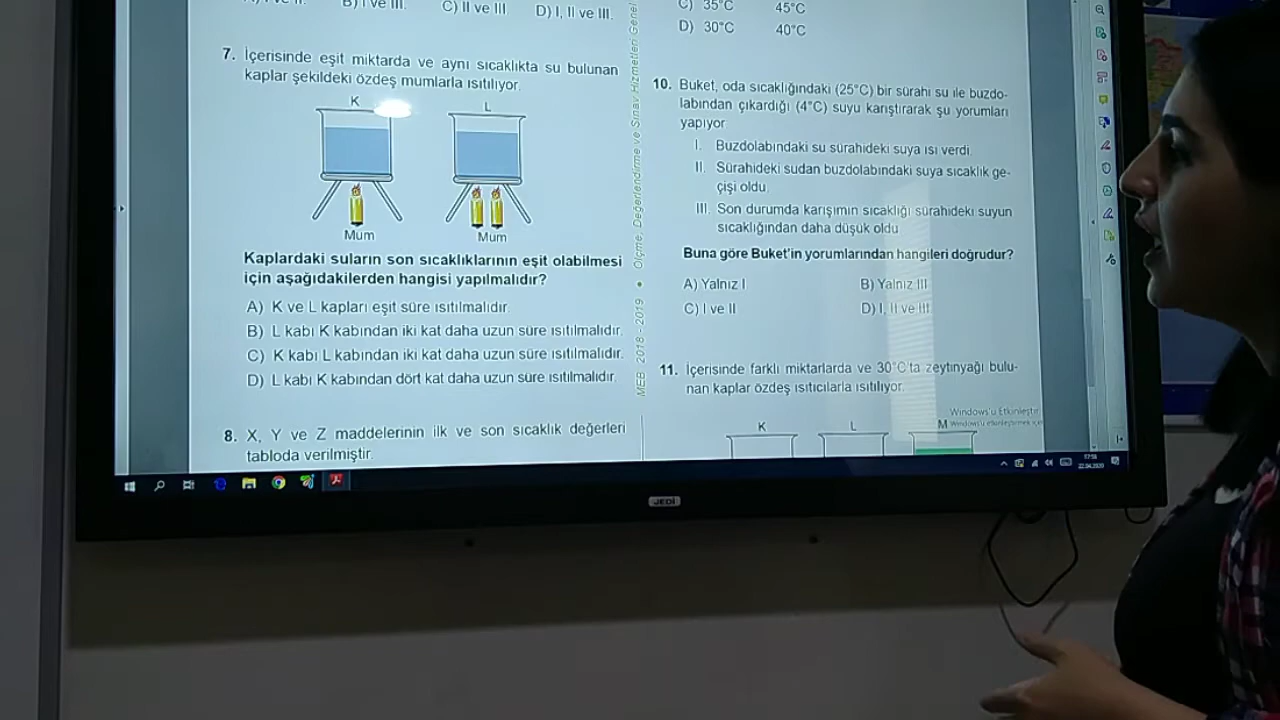 B) I ve III. C) II ve III D) I, II ve III.
7. İçerisinde eşit miktarda ve aynı sıcaklıkta su bulunan
kaplar şekildeki özdeş mumlarla ısıtılıyor.
K L
Mum Mum
Kaplardaki suların son sıcaklıklarının eşit olabilmesi
için aşağıdakilerden hangisi yapılmalıdır?
A) K ve L kapları eşit süre ısıtılmalıdır.
B) L kabı K kabından iki kat daha uzun süre ısıtılmalıdır.
C) K kabı L kabından iki kat daha uzun süre ısıtılmalıdır.
D) L kabı K kabından dört kat daha uzun süre ısıtılmalıdır.
8. X, Y ve Z maddelerinin ilk ve son sıcaklık değerleri
tabloda verilmiştir.
MEB 2018 - 2019 • Ölçme, Değerlendirme ve Sınav Hizmetleri Genel
C) 35°C 45°C
D) 30°C 40°C
10. Buket, oda sıcaklığındaki (25°C) bir sürahi su ile buzdo-
labından çıkardığı (4°C) suyu karıştırarak şu yorumları
yapıyor.
I. Buzdolabındaki su sürahideki suya ısı verdi.
II. Sürahideki sudan buzdolabındaki suya sıcaklık ge-
çişi oldu.
III. Son durumda karışımın sıcaklığı sürahideki suyun
sıcaklığından daha düşük oldu.
Buna göre Buket'in yorumlarından hangileri doğrudur?
A) Yalnız I B) Yalnız III
C) I ve II D) I, II ve III
11. İçerisinde farklı miktarlarda ve 30°C'ta zeytinyağı bulu-
nan kaplar özdeş ısıtıcılarla ısıtılıyor.
Windows'u Etkinleştir
K L M
17:58
22.04.2020
JEDİ